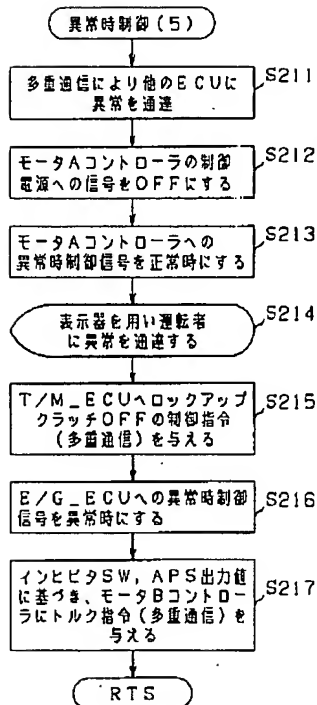 異常時制御(5)
多重通信により他のECUに
異常を通達
S211
モータAコントローラの制御
電源への信号をOFFにする
S212
モータAコントローラへの
異常時制御信号を正常時にする
S213
表示器を用い運転者
に異常を通達する
S214
T/M_ECUへロックアップ
クラッチOFFの制御指令
(多重通信)を与える
S215
E/G_ECUへの異常時制御
信号を異常時にする
S216
インヒビタSW,APS出力値
に基づき、モータBコントロー
ラにトルク指令(多重通信)を
与える
S217
RTS